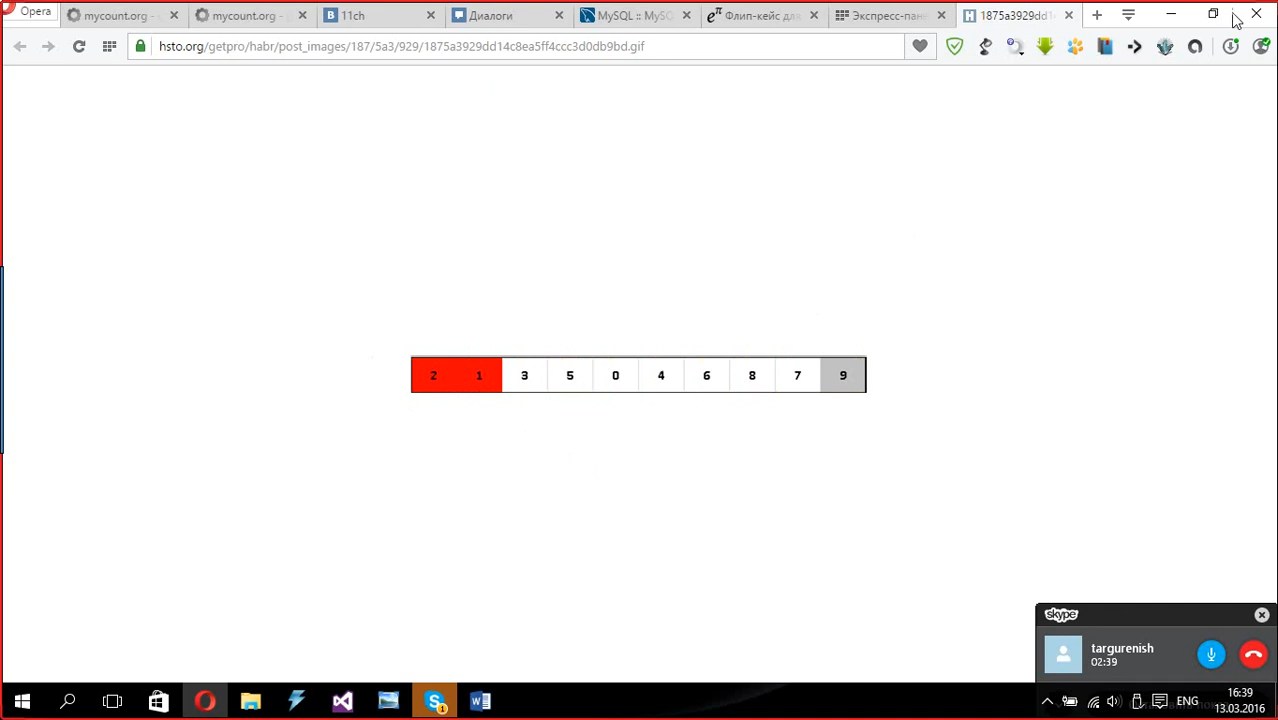 Opera
mycount.org -
mycount.org -
11ch
Диалоги
MySQL :: MySQ
Флип-кейс для
Экспресс-пан
1875a3929dd1
hsto.org/getpro/habr/post_images/187/5a3/929/1875a3929dd14c8ea5ff4ccc3d0db9bd.gif
2 1 3 5 0 4 6 8 7 9
skype
targurenish
02:39
ENG
16:39
13.03.2016